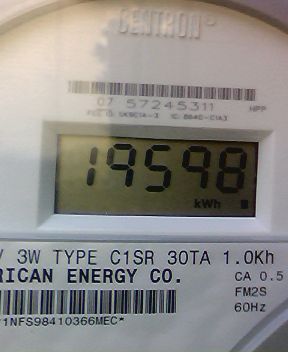 CENTRON®
07 57245311 HPP
19598
kWh
V 3W TYPE C1SR 30TA 1.0Kh
RICAN ENERGY CO.
CA 0.5
FM2S
60Hz
1NFS98410366MEC*